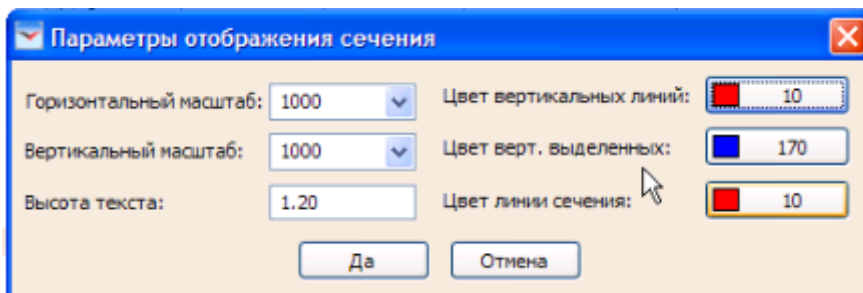 Параметры отображения сечения
Горизонтальный масштаб: 1000 Цвет вертикальных линий: 10
Вертикальный масштаб: 1000 Цвет верт. выделенных: 170
Высота текста: 1.20 Цвет линии сечения: 10
Да Отмена